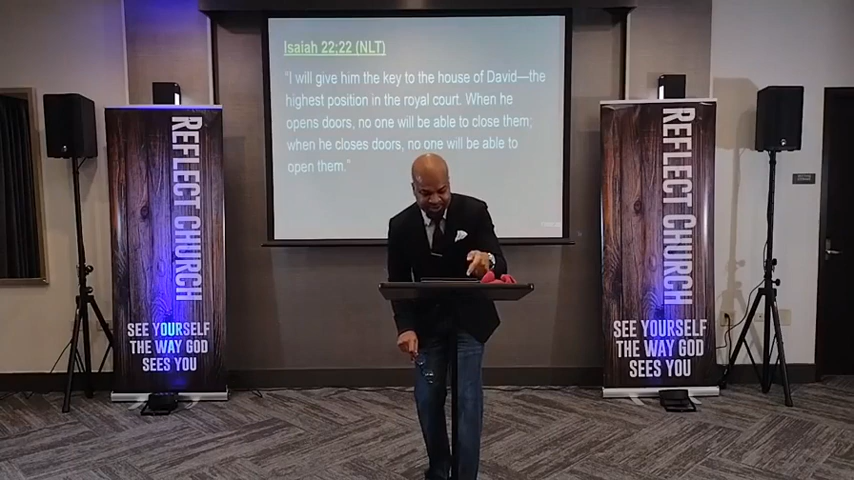 Isaiah 22:22 (NLT)
"I will give him the key to the house of David—the
highest position in the royal court. When he
opens doors, no one will be able to close them;
when he closes doors, no one will be able to
open them."
REFLECT CHURCH
SEE YOURSELF
THE WAY GOD
SEES YOU
REFLECT CHURCH
SEE YOURSELF
THE WAY GOD
SEES YOU